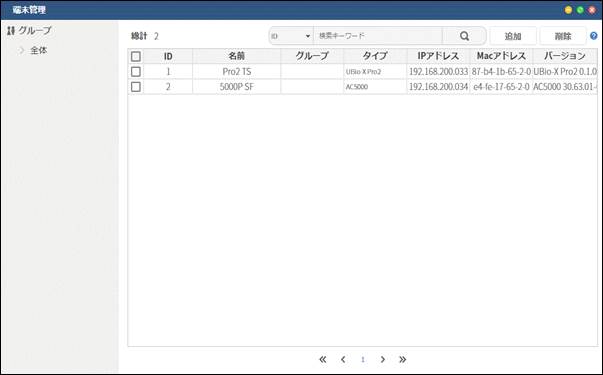 端末管理
グループ
全体
総計 2
ID 検索キーワード 追加 削除
ID 名前 グループ タイプ IPアドレス Macアドレス バージョン
1 Pro2 TS UBio-X Pro2 192.168.200.033 87-b4-1b-65-2-0 UBio-X Pro2 0.1.0
2 5000P SF AC5000 192.168.200.034 e4-fe-17-65-2-0 AC5000 30.63.01-
1